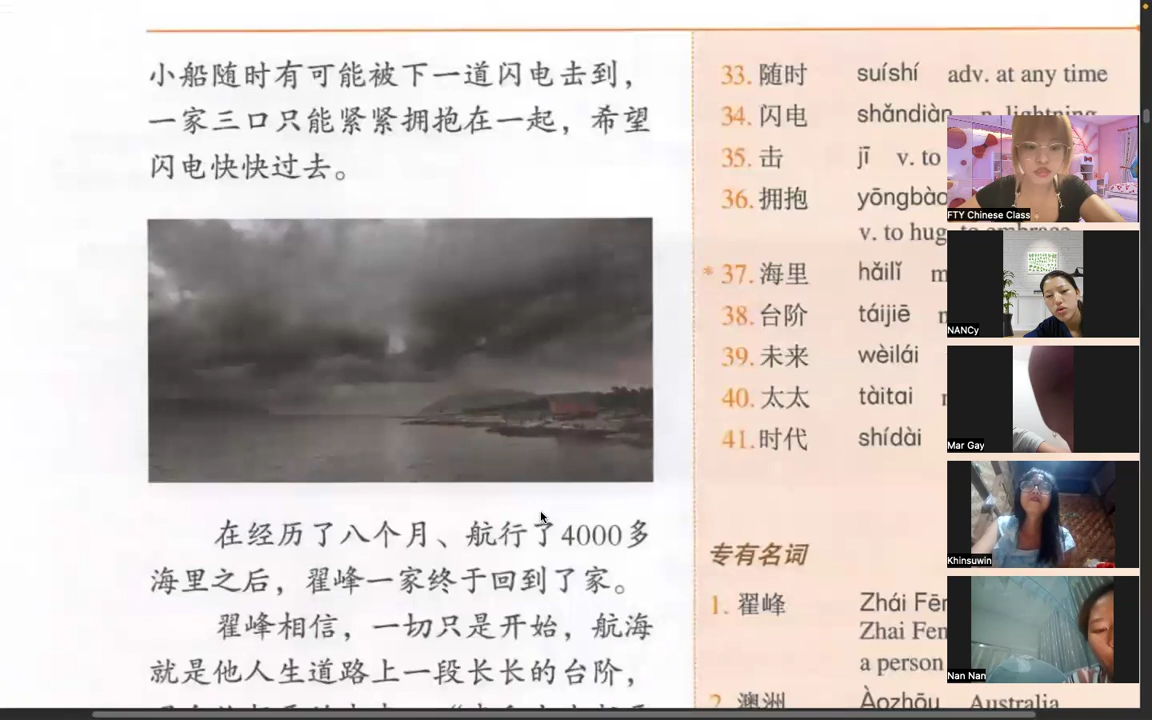 小船随时有可能被下一道闪电击到，
一家三口只能紧紧拥抱在一起，希望
闪电快快过去。
在经历了八个月、航行了4000多
海里之后，翟峰一家终于回到了家。
翟峰相信，一切只是开始，航海
就是他人生道路上一段长长的台阶，
33. 随时 suíshí adv. at any time
34. 闪电 shǎndiàn n. lightning
35. 击 jī v. to
36. 拥抱 yōngbào
v. to hug, to embrace
* 37. 海里 hǎilǐ
38. 台阶 táijiē
39. 未来 wèilái
40. 太太 tàitai
41. 时代 shídài
专有名词
1. 翟峰 Zhái Fēn
Zhai Fen
a person
2. 澳洲 Àozhōu Australia
FTY Chinese Class
NANCy
Mar Gay
Khinsuwin
Nan Nan